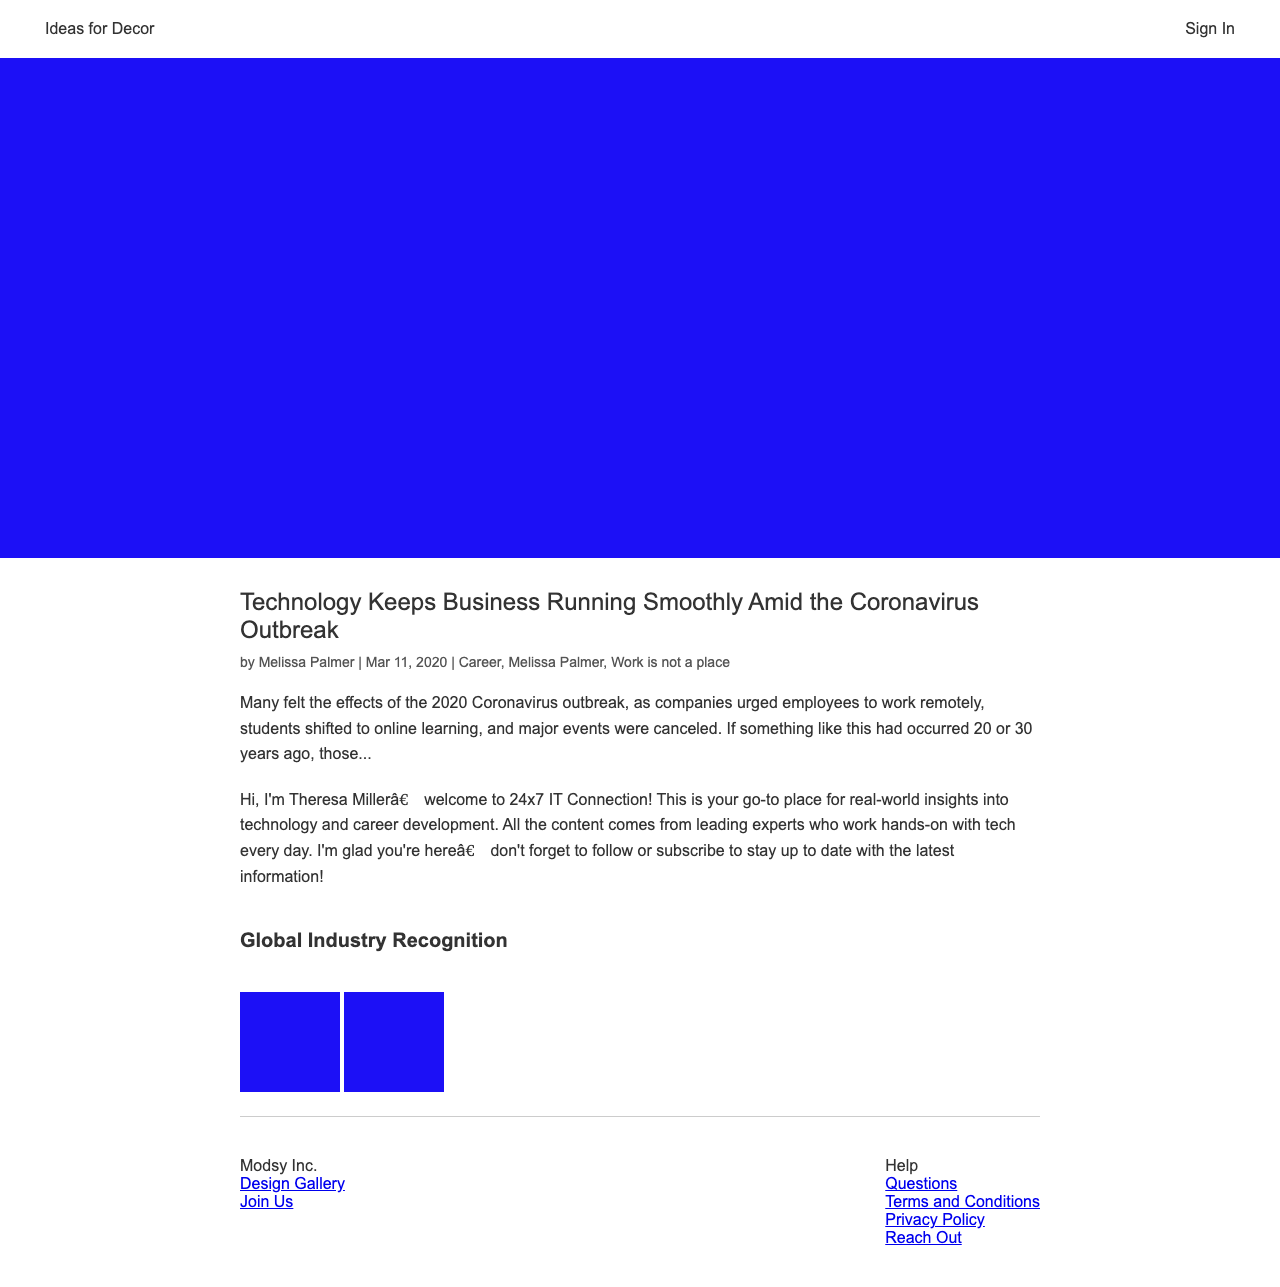 Ideas for Decor
Sign In
Technology Keeps Business Running Smoothly Amid the Coronavirus
Outbreak
by Melissa Palmer | Mar 11, 2020 | Career, Melissa Palmer, Work is not a place
Many felt the effects of the 2020 Coronavirus outbreak, as companies urged employees to work remotely,
students shifted to online learning, and major events were canceled. If something like this had occurred 20 or 30
years ago, those...
Hi, I'm Theresa Millerâ€ welcome to 24x7 IT Connection! This is your go-to place for real-world insights into
technology and career development. All the content comes from leading experts who work hands-on with tech
every day. I'm glad you're hereâ€ don't forget to follow or subscribe to stay up to date with the latest
information!
Global Industry Recognition
Modsy Inc.
Design Gallery
Join Us
Help
Questions
Terms and Conditions
Privacy Policy
Reach Out